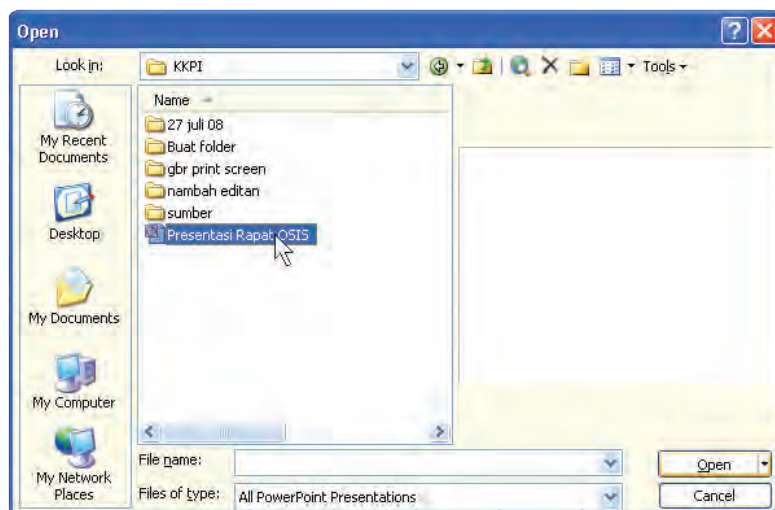 Open
Look in:
KKPI
Tools
My Recent
Documents
Desktop
My Documents
My Computer
My Network
Places
Name
27 juli 08
Buat folder
gbr print screen
nambah editan
sumber
Presentasi Rapat OSIS
File name:
Open
Files of type:
All PowerPoint Presentations
Cancel